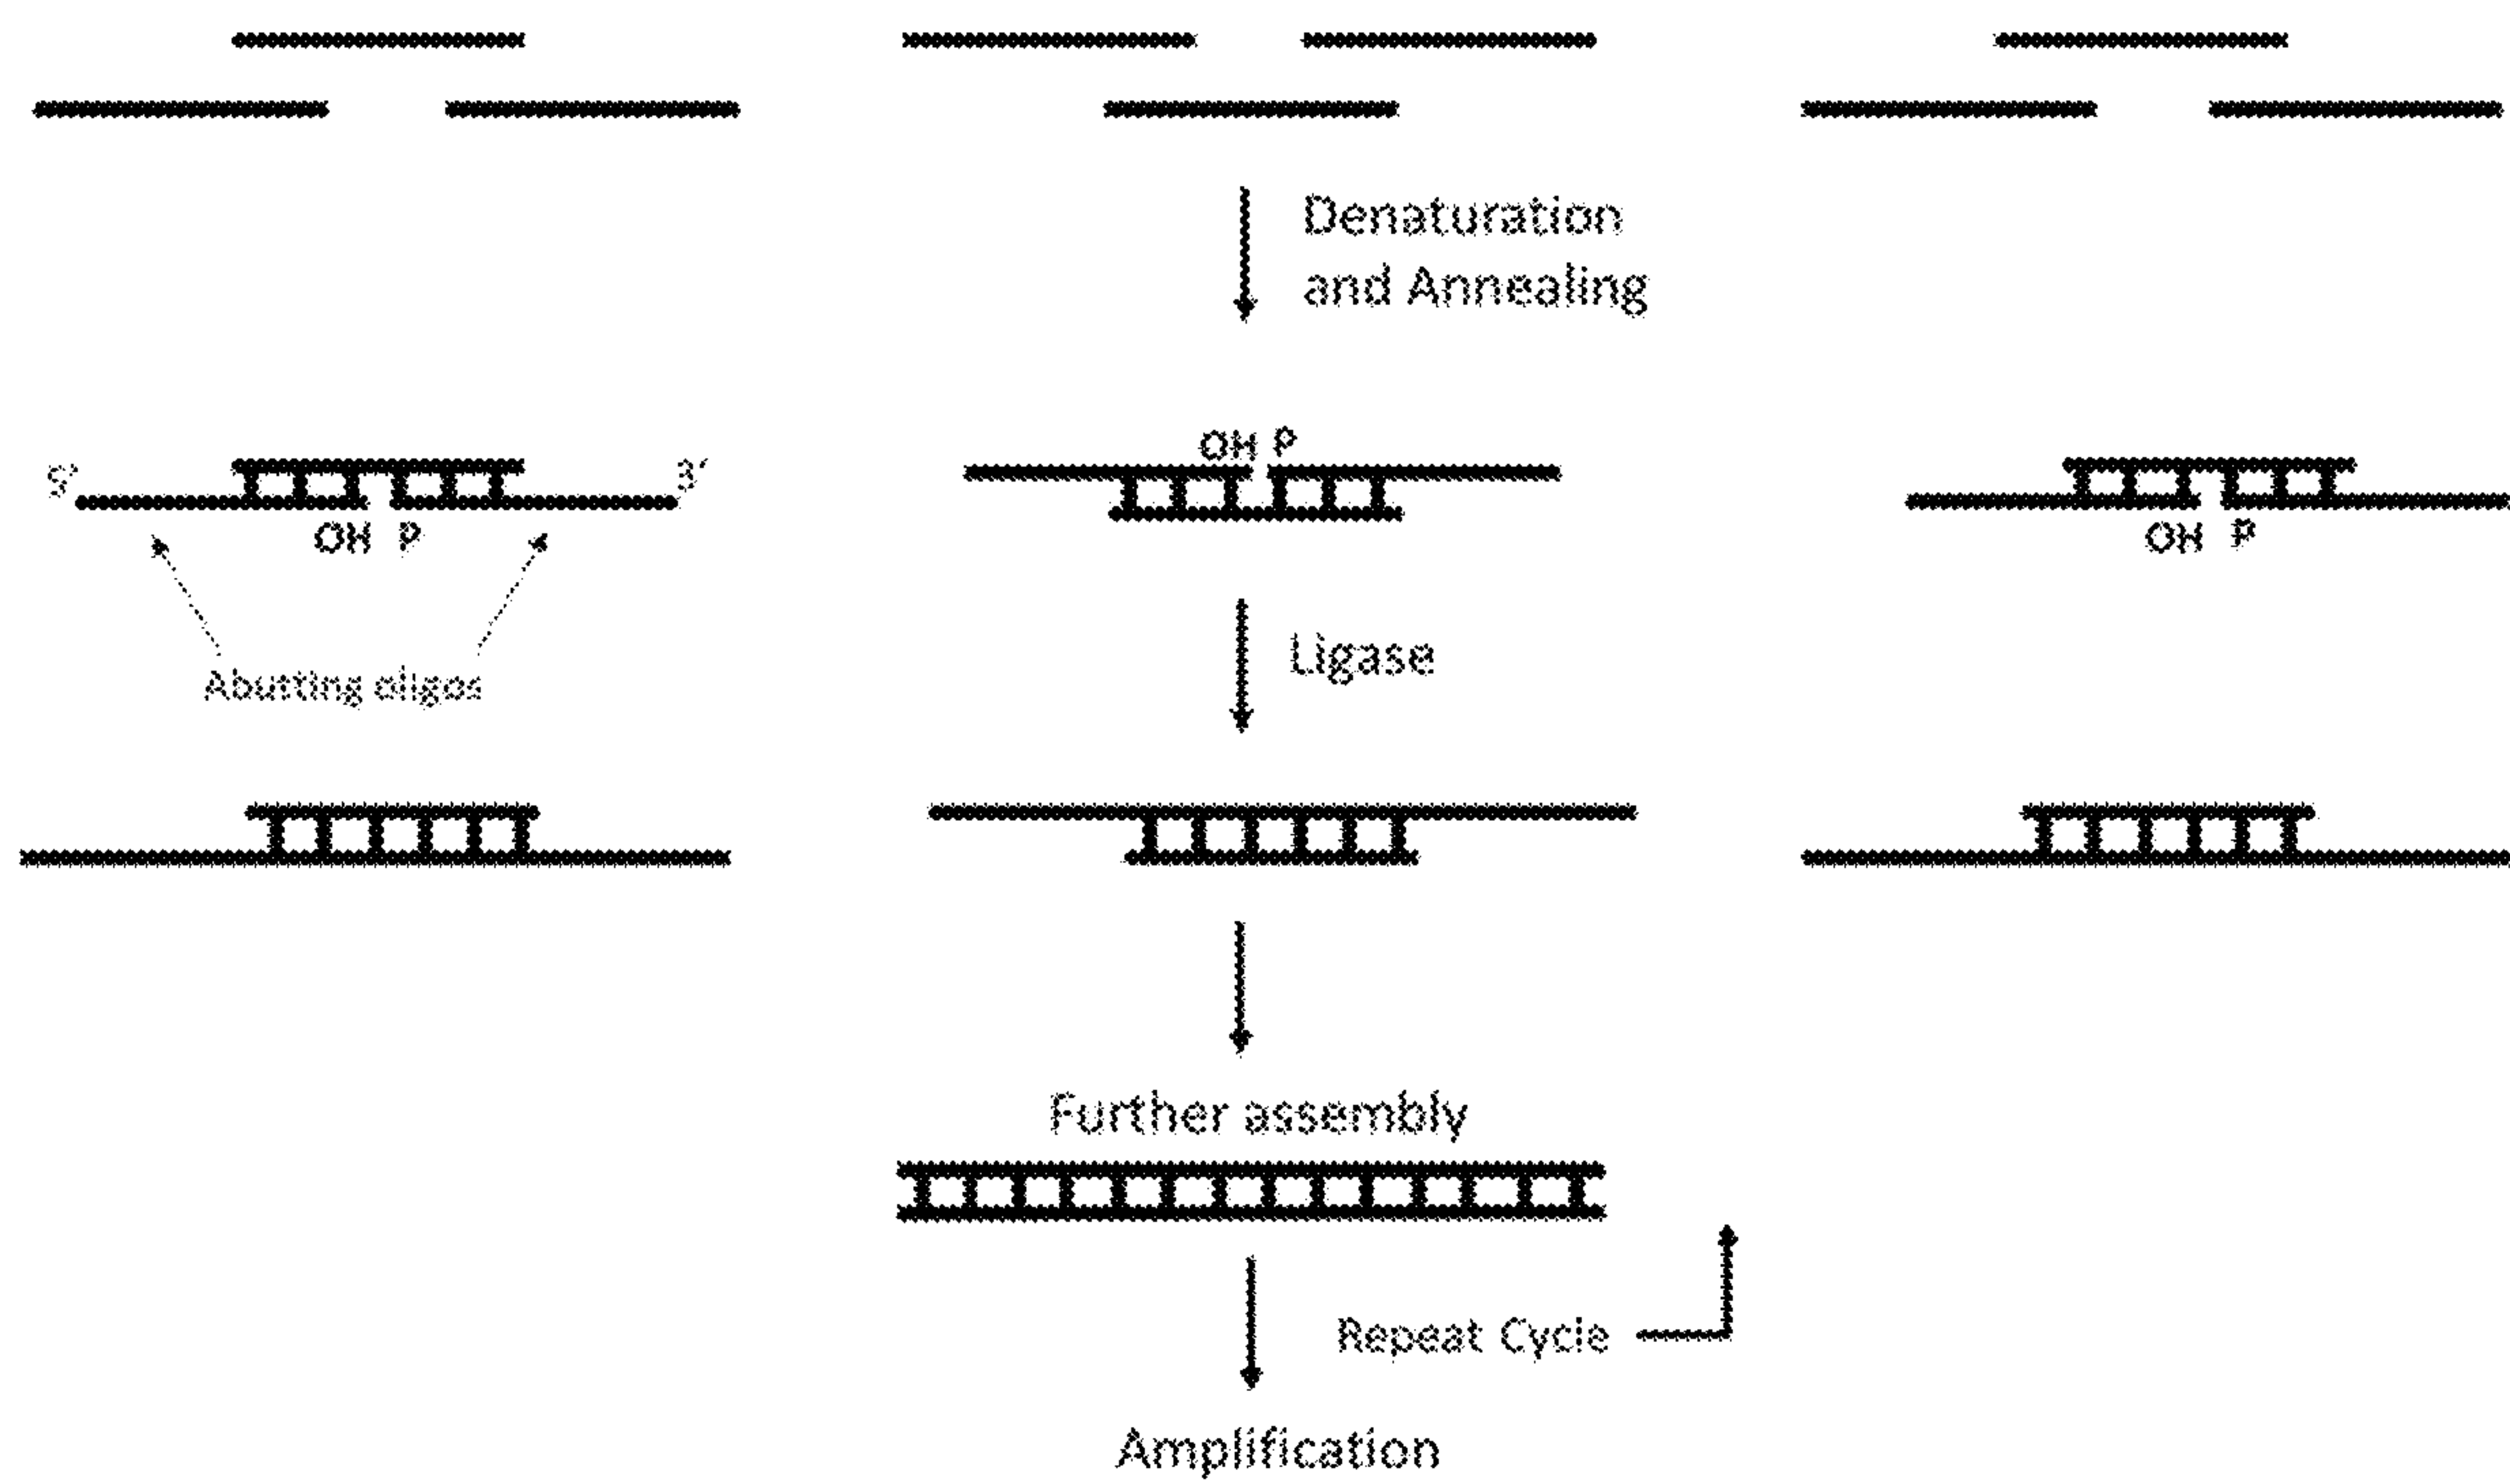 Denaturation
and Annealing
OH P
5' 3'
OH P
OH P
Ligase
Abutting oligos
Further assembly
Repeat Cycle
Amplification